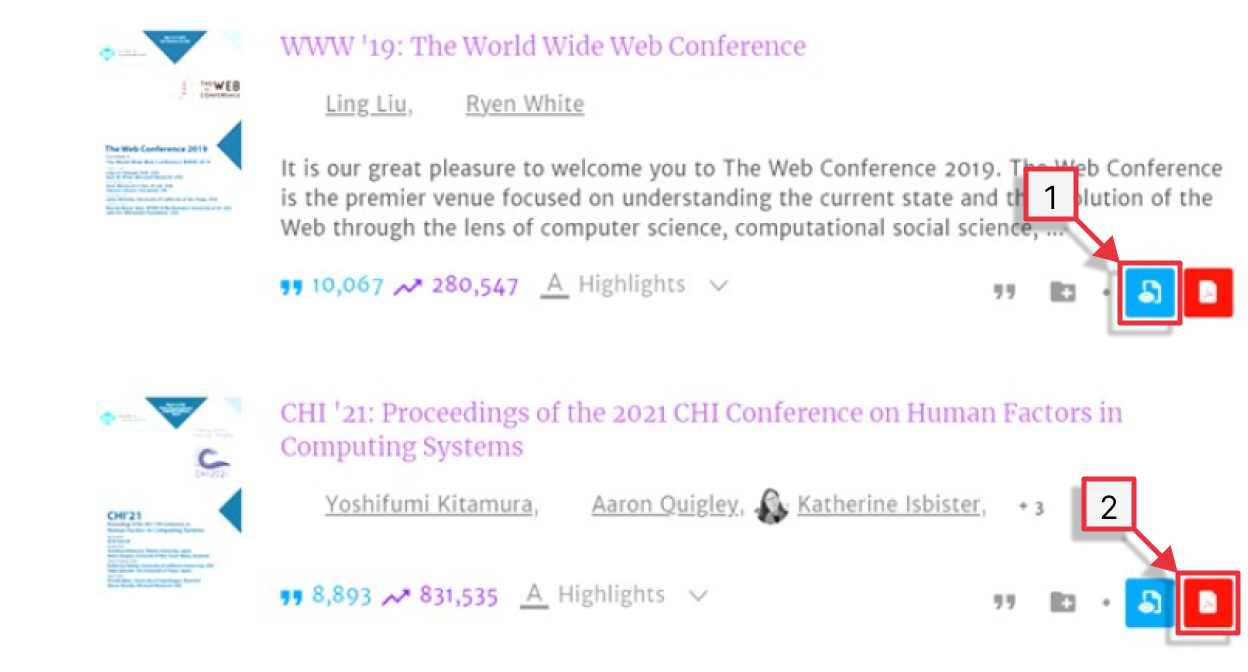 WWW '19: The World Wide Web Conference
THE WEB
CONFERENCE
Ling Liu, Ryen White
The Web Conference 2019
It is our great pleasure to welcome you to The Web Conference 2019. The Web Conference
is the premier venue focused on understanding the current state and th 1 olution of the
Web through the lens of computer science, computational social science, ...
10,067 280,547 A Highlights
CHI '21: Proceedings of the 2021 CHI Conference on Human Factors in
Computing Systems
CHI2021
Yoshifumi Kitamura, Aaron Quigley, Katherine Isbister, + 3
2
CHI'21
8,893 831,535 A Highlights